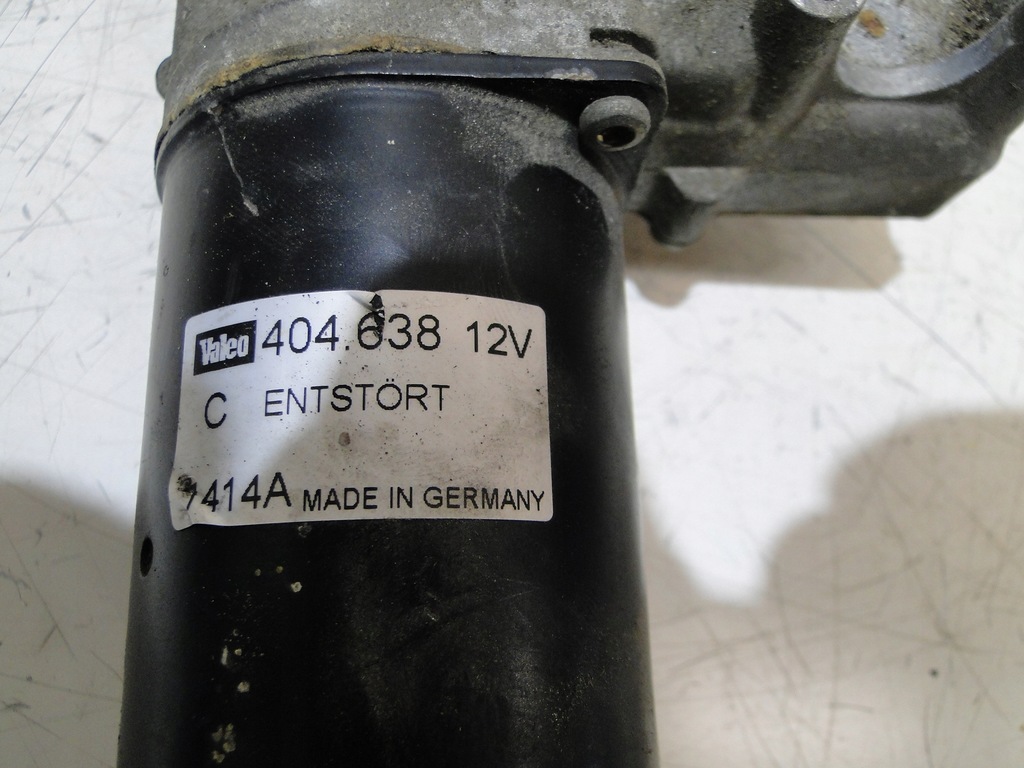 Valeo 404.638 12V
C ENTSTÖRT
7414A MADE IN GERMANY